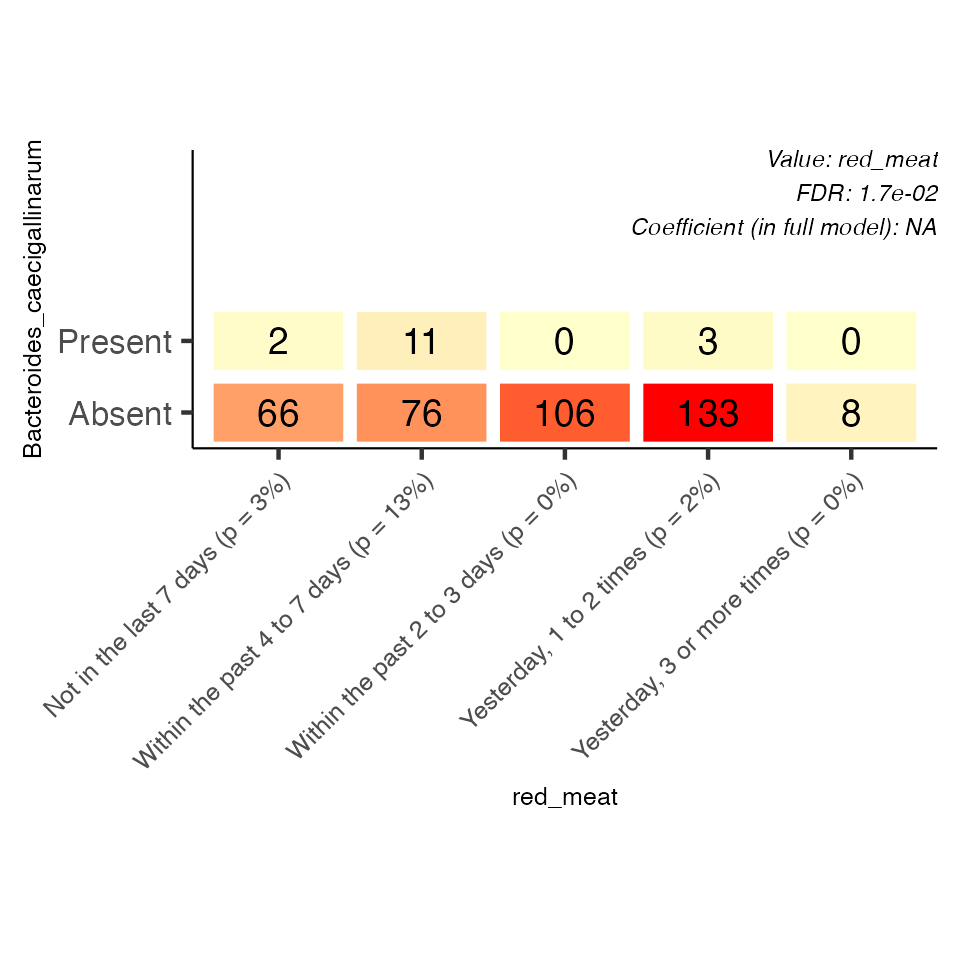 Bacteroides_caecigallinarum
Value: red_meat
FDR: 1.7e-02
Coefficient (in full model): NA
Present 2 11 0 3 0
Absent 66 76 106 133 8
Not in the last 7 days (p = 3%)
Within the past 4 to 7 days (p = 13%)
Within the past 2 to 3 days (p = 0%)
Yesterday, 1 to 2 times (p = 2%)
Yesterday, 3 or more times (p = 0%)
red_meat